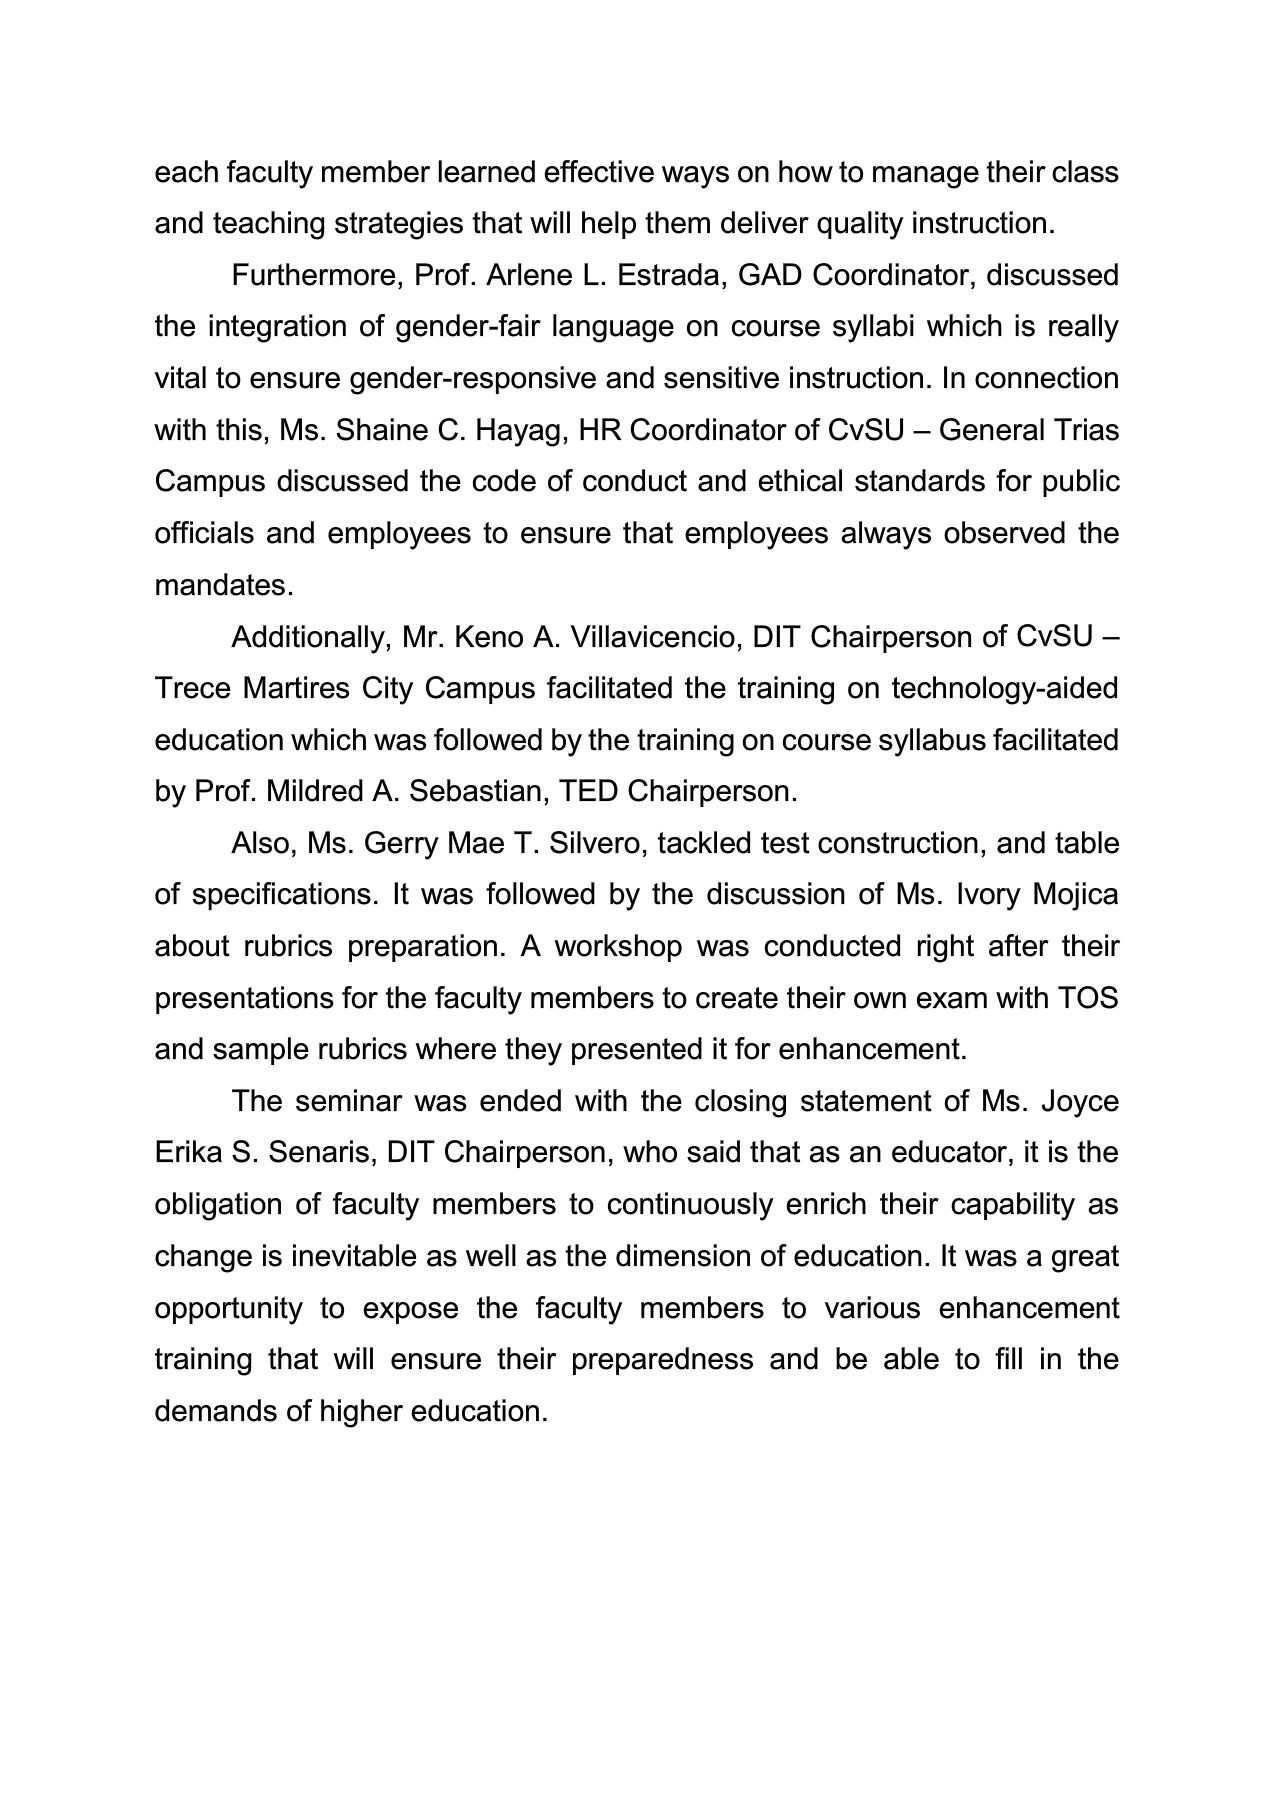 each faculty member learned effective ways on how to manage their class
and teaching strategies that will help them deliver quality instruction.
Furthermore, Prof. Arlene L. Estrada, GAD Coordinator, discussed
the integration of gender-fair language on course syllabi which is really
vital to ensure gender-responsive and sensitive instruction. In connection
with this, Ms. Shaine C. Hayag, HR Coordinator of CvSU – General Trias
Campus discussed the code of conduct and ethical standards for public
officials and employees to ensure that employees always observed the
mandates.
Additionally, Mr. Keno A. Villavicencio, DIT Chairperson of CvSU –
Trece Martires City Campus facilitated the training on technology-aided
education which was followed by the training on course syllabus facilitated
by Prof. Mildred A. Sebastian, TED Chairperson.
Also, Ms. Gerry Mae T. Silvero, tackled test construction, and table
of specifications. It was followed by the discussion of Ms. Ivory Mojica
about rubrics preparation. A workshop was conducted right after their
presentations for the faculty members to create their own exam with TOS
and sample rubrics where they presented it for enhancement.
The seminar was ended with the closing statement of Ms. Joyce
Erika S. Senaris, DIT Chairperson, who said that as an educator, it is the
obligation of faculty members to continuously enrich their capability as
change is inevitable as well as the dimension of education. It was a great
opportunity to expose the faculty members to various enhancement
training that will ensure their preparedness and be able to fill in the
demands of higher education.